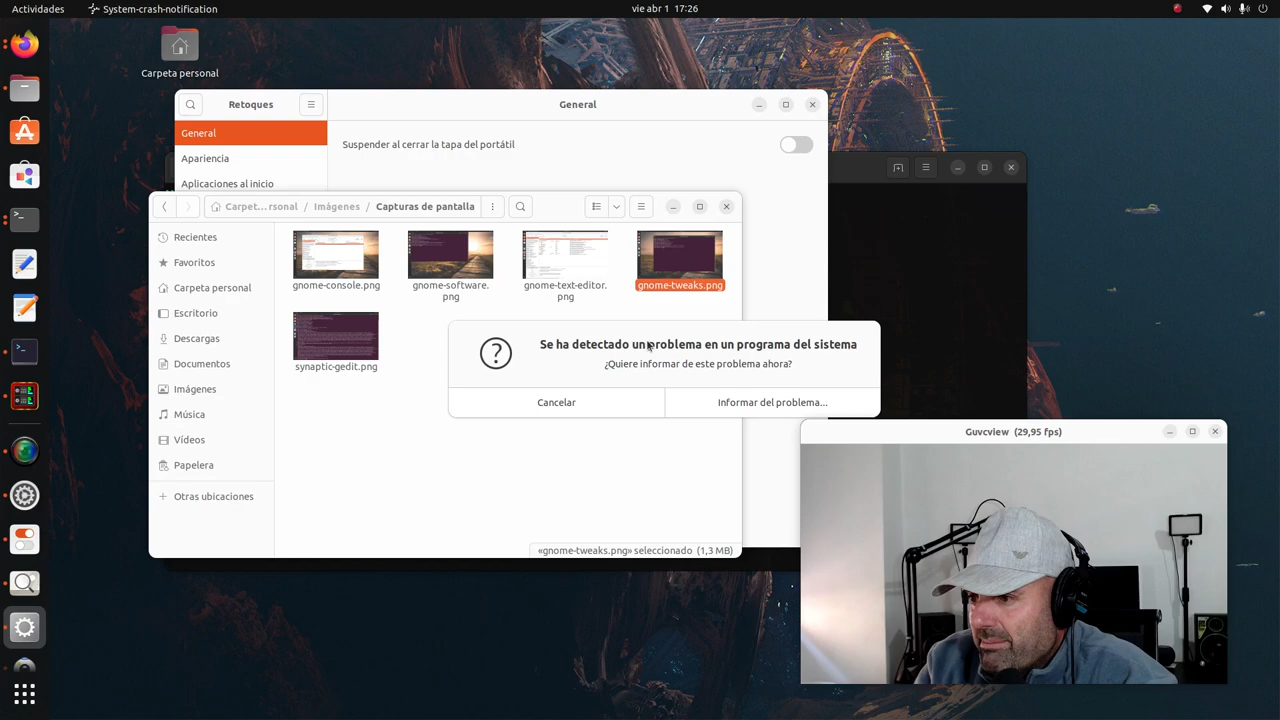 Actividades
System-crash-notification
vie abr 1 17:26
Carpeta personal
Retoques
General
General
Suspender al cerrar la tapa del portátil
Apariencia
Aplicaciones al inicio
Carpet...rsonal / Imágenes / Capturas de pantalla
Recientes
Favoritos
Carpeta personal
Escritorio
Descargas
Documentos
Imágenes
Música
Vídeos
Papelera
Otras ubicaciones
gnome-console.png
gnome-software.
png
gnome-text-editor.
png
gnome-tweaks.png
synaptic-gedit.png
Se ha detectado un problema en un programa del sistema
¿Quiere informar de este problema ahora?
Cancelar
Informar del problema...
«gnome-tweaks.png» seleccionado (1,3 MB)
Guvcview (29,95 fps)